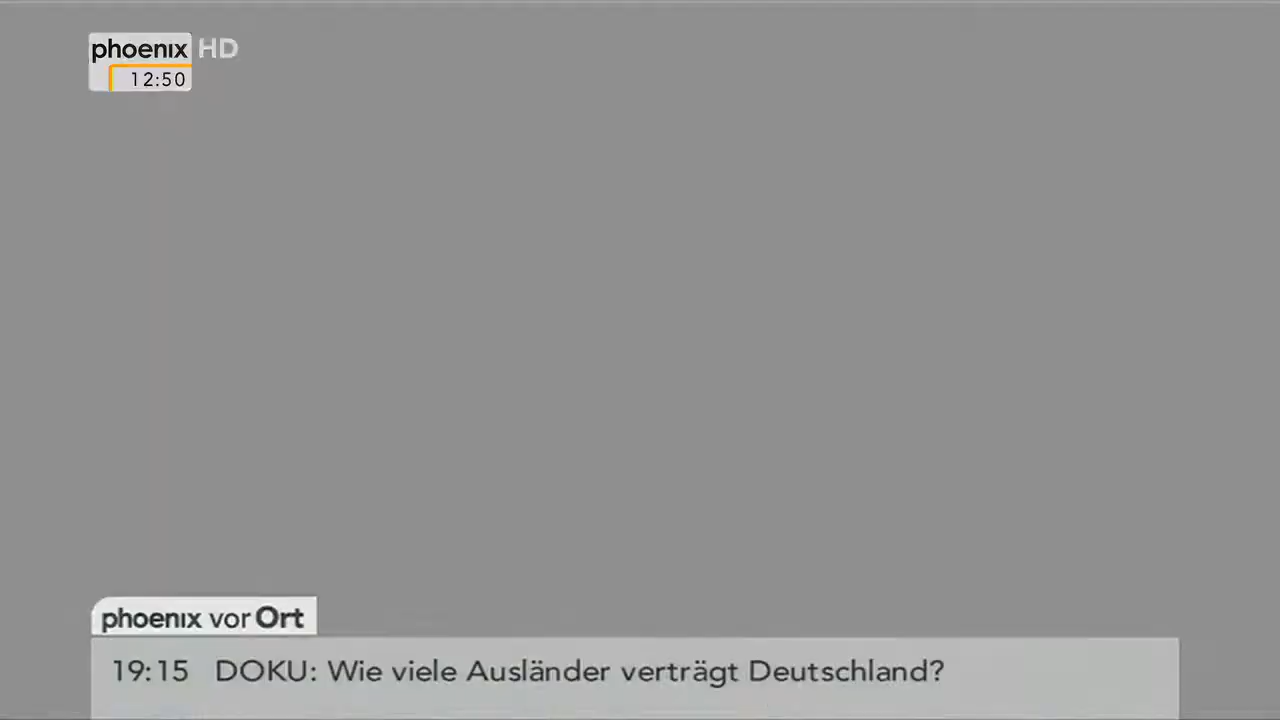 phoenix HD
12:50
phoenix vor Ort
19:15 DOKU: Wie viele Ausländer verträgt Deutschland?